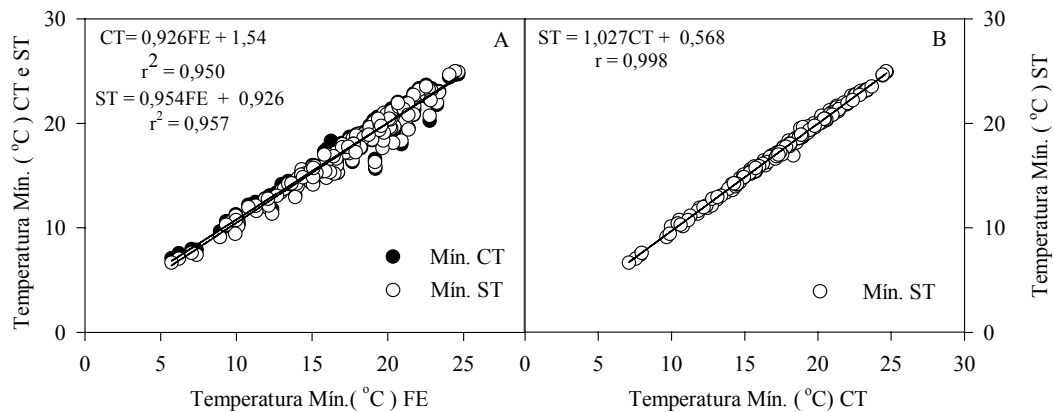 30
20
10
0
Temperatura Mín. ( °C ) CT e ST
CT= 0,926FE + 1,54
r² = 0,950
ST = 0,954FE + 0,926
r² = 0,957
A
Mín. CT
Mín. ST
0 5 10 15 20 25
Temperatura Mín.( °C ) FE
ST = 1,027CT + 0,568
r = 0,998
B
Mín. ST
5 10 15 20 25 30
Temperatura Mín. ( °C) CT
30
20
10
0
Temperatura Mín. ( °C ) ST